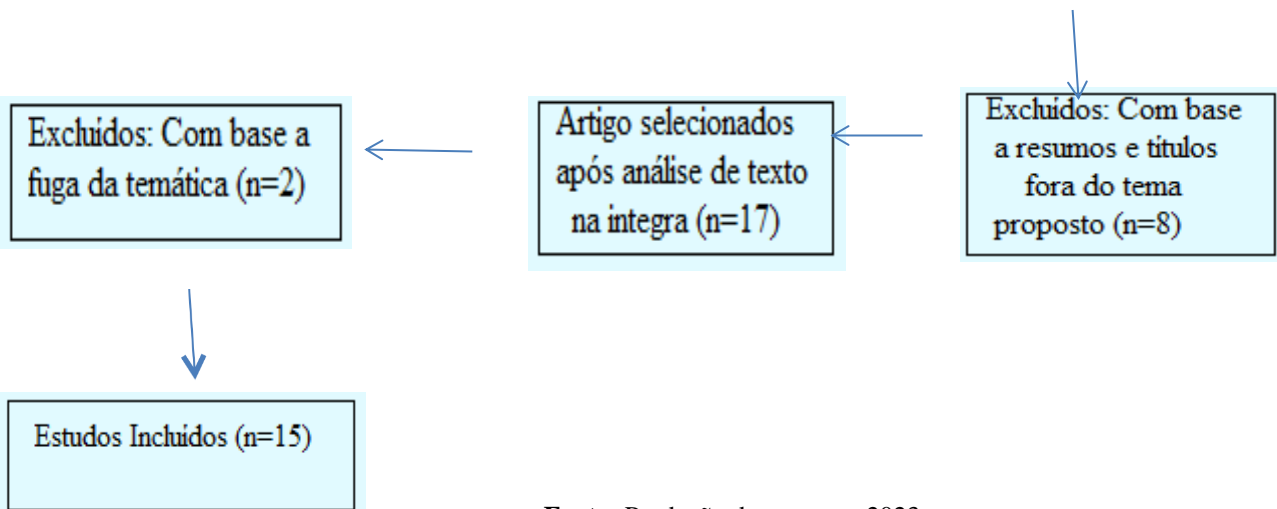 Excluídos: Com base a
fuga da temática (n=2)
Artigo selecionados
após análise de texto
na integra (n=17)
Excluídos: Com base
a resumos e títulos
fora do tema
proposto (n=8)
Estudos Incluídos (n=15)